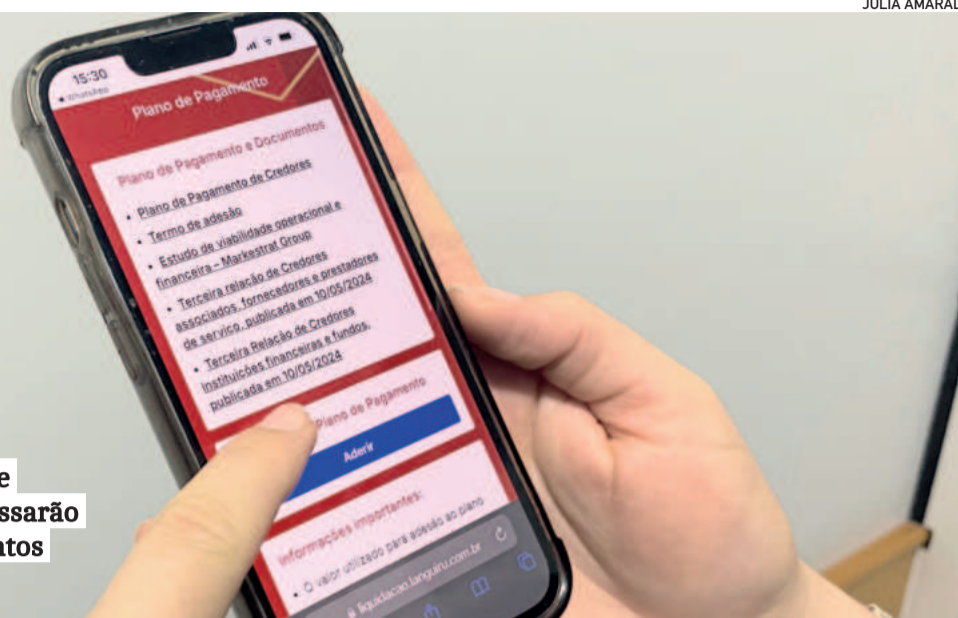 JÚLIA AMARAL
15:30
WhatsApp
Plano de Pagamento
Plano de Pagamento e Documentos
• Plano de Pagamento de Credores
• Termo de adesão
• Estudo de viabilidade operacional e
financeira – Markestrat Group
• Terceira relação de Credores
associados, fornecedores e prestadores
de serviço, publicada em 10/05/2024
• Terceira Relação de Credores
Instituições financeiras e fundos,
publicada em 10/05/2024
Plano de Pagamento
Aderir
Informações importantes:
• O valor utilizado para adesão ao plano
liquidacao.languiru.com.br
e
ssarão
tos